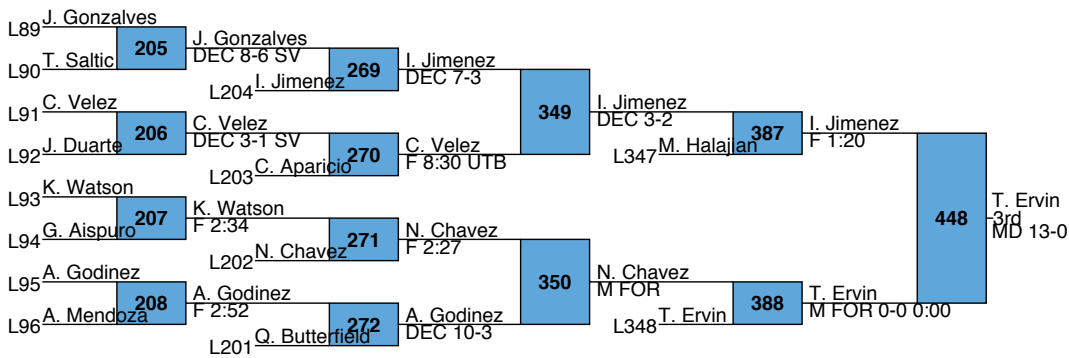 L89 J. Gonzalves
205
L90 T. Saltic
J. Gonzalves
DEC 8-6 SV
269
L204 I. Jimenez
I. Jimenez
DEC 7-3
L91 C. Velez
206
L92 J. Duarte
C. Velez
DEC 3-1 SV
270
L203 C. Aparicio
C. Velez
F 8:30 UTB
349
I. Jimenez
DEC 3-2
387
L347 M. Halajian
I. Jimenez
F 1:20
L93 K. Watson
207
L94 G. Aispuro
K. Watson
F 2:34
271
L202 N. Chavez
N. Chavez
F 2:27
L95 A. Godinez
208
L96 A. Mendoza
A. Godinez
F 2:52
272
L201 Q. Butterfield
A. Godinez
DEC 10-3
350
N. Chavez
M FOR
388
L348 T. Ervin
T. Ervin
M FOR 0-0 0:00
448
T. Ervin
3rd
MD 13-0